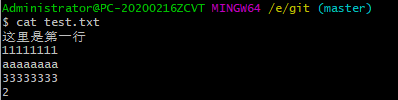 Administrator@PC-20200216ZCVT MINGW64 /e/git (master)
$ cat test.txt
这里是第一行
11111111
aaaaaaaa
33333333
2